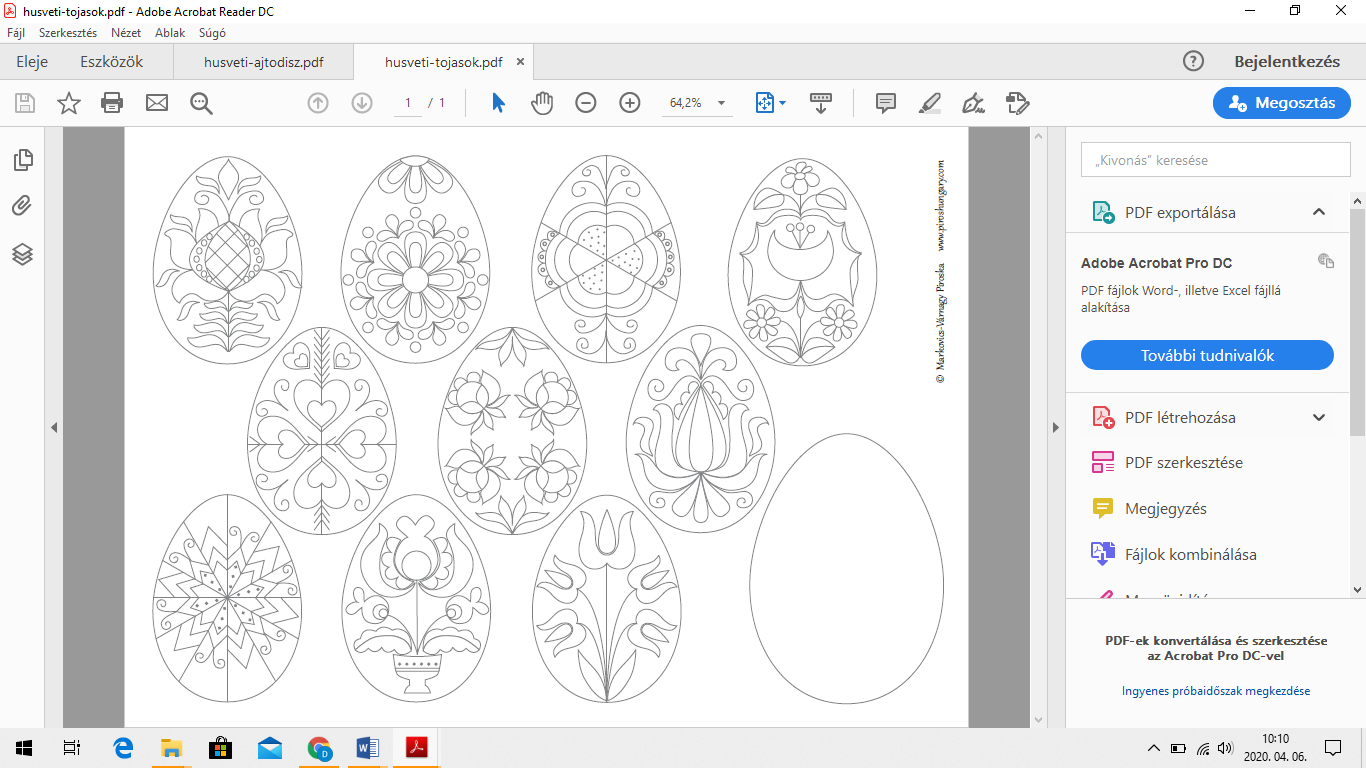 husveti-tojasok.pdf - Adobe Acrobat Reader DC
Fájl Szerkesztés Nézet Ablak Súgó
Eleje Eszközök husveti-ajtodisz.pdf husveti-tojasok.pdf × Bejelentkezés
1 / 1 64,2% Megosztás
© Markovics-Várnagy Piroska www.piroshungary.com
„Kivonás” keresése
PDF exportálása
Adobe Acrobat Pro DC
PDF fájlok Word-, illetve Excel fájllá
alakítása
További tudnivalók
PDF létrehozása
PDF szerkesztése
Megjegyzés
Fájlok kombinálása
PDF-ek konvertálása és szerkesztése
az Acrobat Pro DC-vel
Ingyenes próbaidőszak megkezdése
10:10
2020. 04. 06.